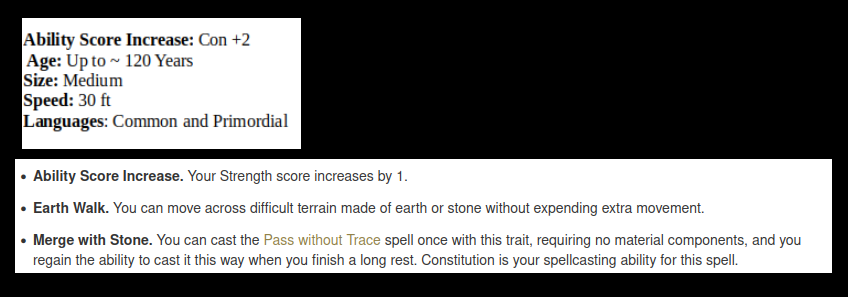 Ability Score Increase: Con +2
Age: Up to ~ 120 Years
Size: Medium
Speed: 30 ft
Languages: Common and Primordial
• Ability Score Increase. Your Strength score increases by 1.
• Earth Walk. You can move across difficult terrain made of earth or stone without expending extra movement.
• Merge with Stone. You can cast the Pass without Trace spell once with this trait, requiring no material components, and you
regain the ability to cast it this way when you finish a long rest. Constitution is your spellcasting ability for this spell.